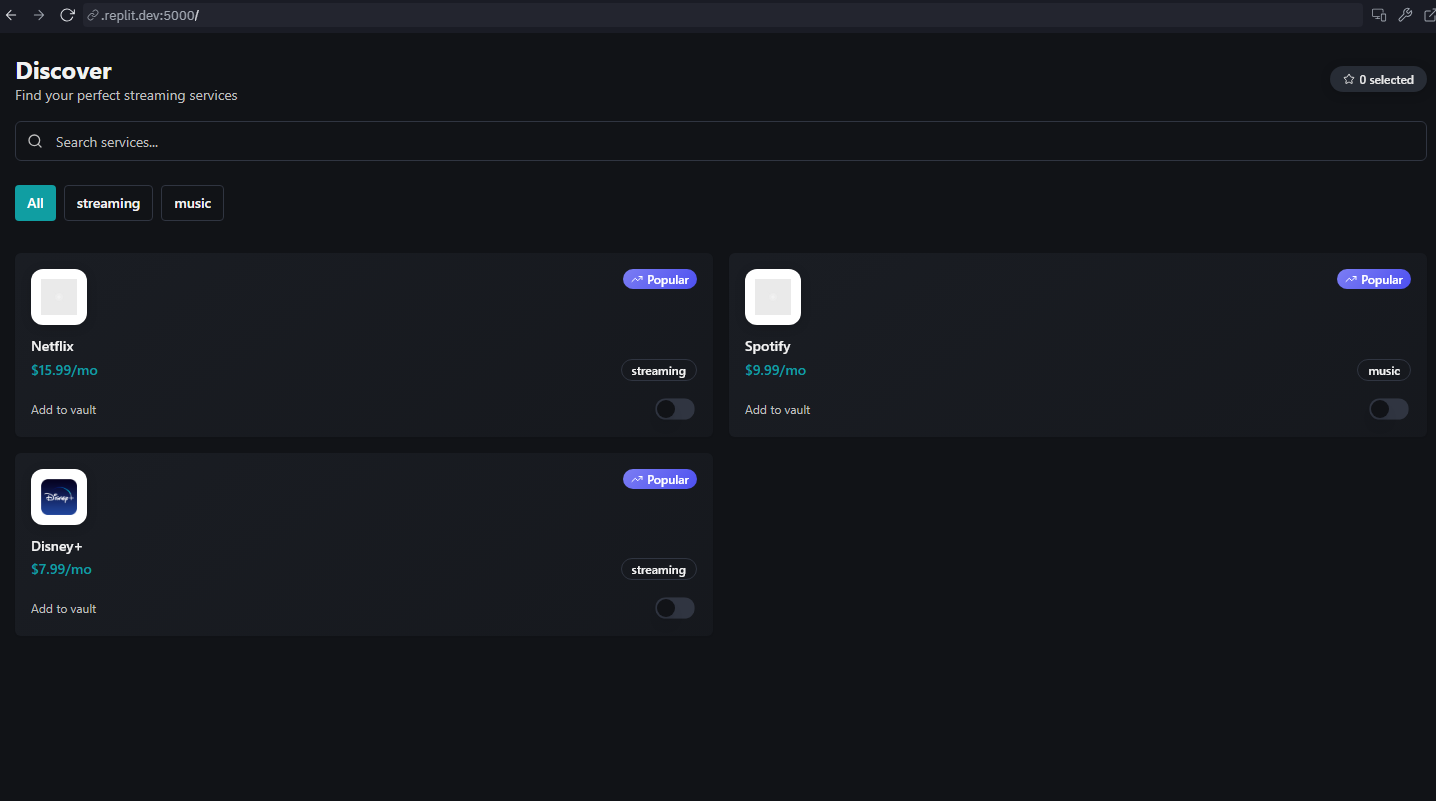 .replit.dev:5000/
Discover
Find your perfect streaming services
0 selected
Search services...
All
streaming
music
Popular
Netflix
$15.99/mo
streaming
Add to vault
Popular
Spotify
$9.99/mo
music
Add to vault
Disney+
Popular
Disney+
$7.99/mo
streaming
Add to vault